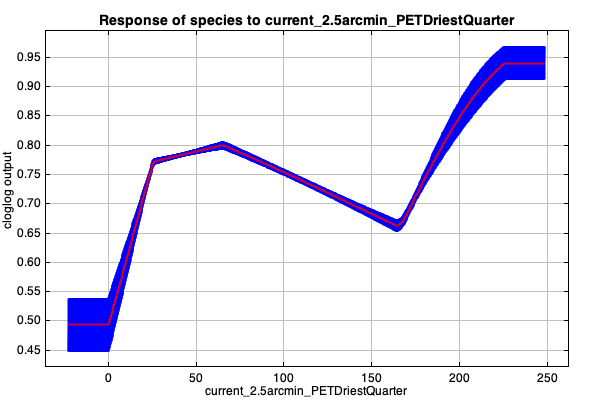 Response of species to current_2.5arcmin_PETDriestQuarter
0.95
0.90
0.85
0.80
0.75
0.70
0.65
0.60
0.55
0.50
0.45
cloglog output
0 50 100 150 200 250
current_2.5arcmin_PETDriestQuarter